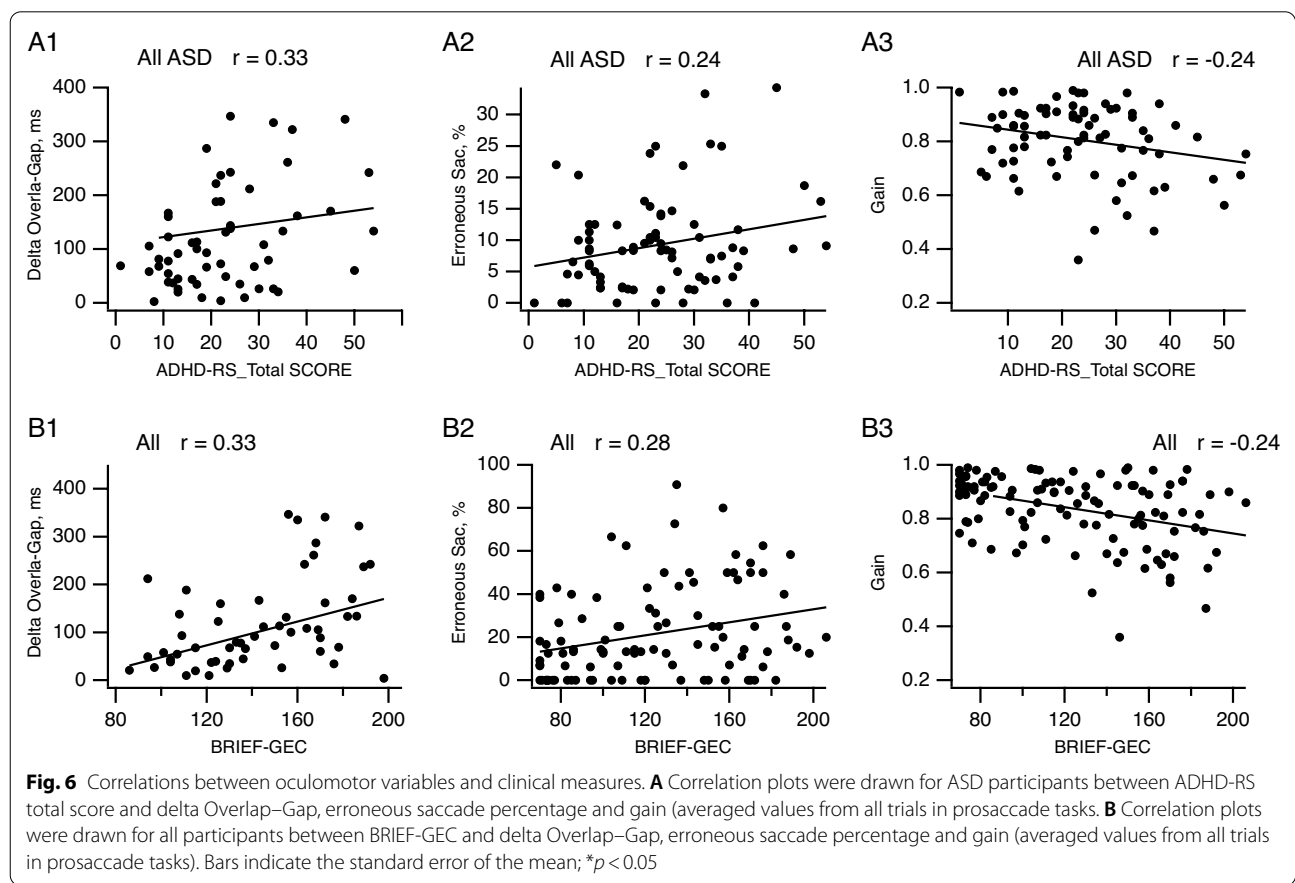 A1
All ASD r = 0.33
Delta Overla-Gap, ms
400
300
200
100
0
0 10 20 30 40 50
ADHD-RS_Total SCORE
A2
All ASD r = 0.24
Erroneous Sac, %
30
25
20
15
10
5
0
0 10 20 30 40 50
ADHD-RS_Total SCORE
A3
All ASD r = -0.24
Gain
1.0
0.8
0.6
0.4
0.2
10 20 30 40 50
ADHD-RS_Total SCORE
B1
All r = 0.33
Delta Overla-Gap, ms
400
300
200
100
0
80 120 160 200
BRIEF-GEC
B2
All r = 0.28
Erroneous Sac, %
100
80
60
40
20
0
80 120 160 200
BRIEF-GEC
B3
All r = -0.24
Gain
1.0
0.8
0.6
0.4
0.2
80 120 160 200
BRIEF-GEC
Fig. 6 Correlations between oculomotor variables and clinical measures. A Correlation plots were drawn for ASD participants between ADHD-RS
total score and delta Overlap–Gap, erroneous saccade percentage and gain (averaged values from all trials in prosaccade tasks. B Correlation plots
were drawn for all participants between BRIEF-GEC and delta Overlap–Gap, erroneous saccade percentage and gain (averaged values from all trials
in prosaccade tasks). Bars indicate the standard error of the mean; *p < 0.05